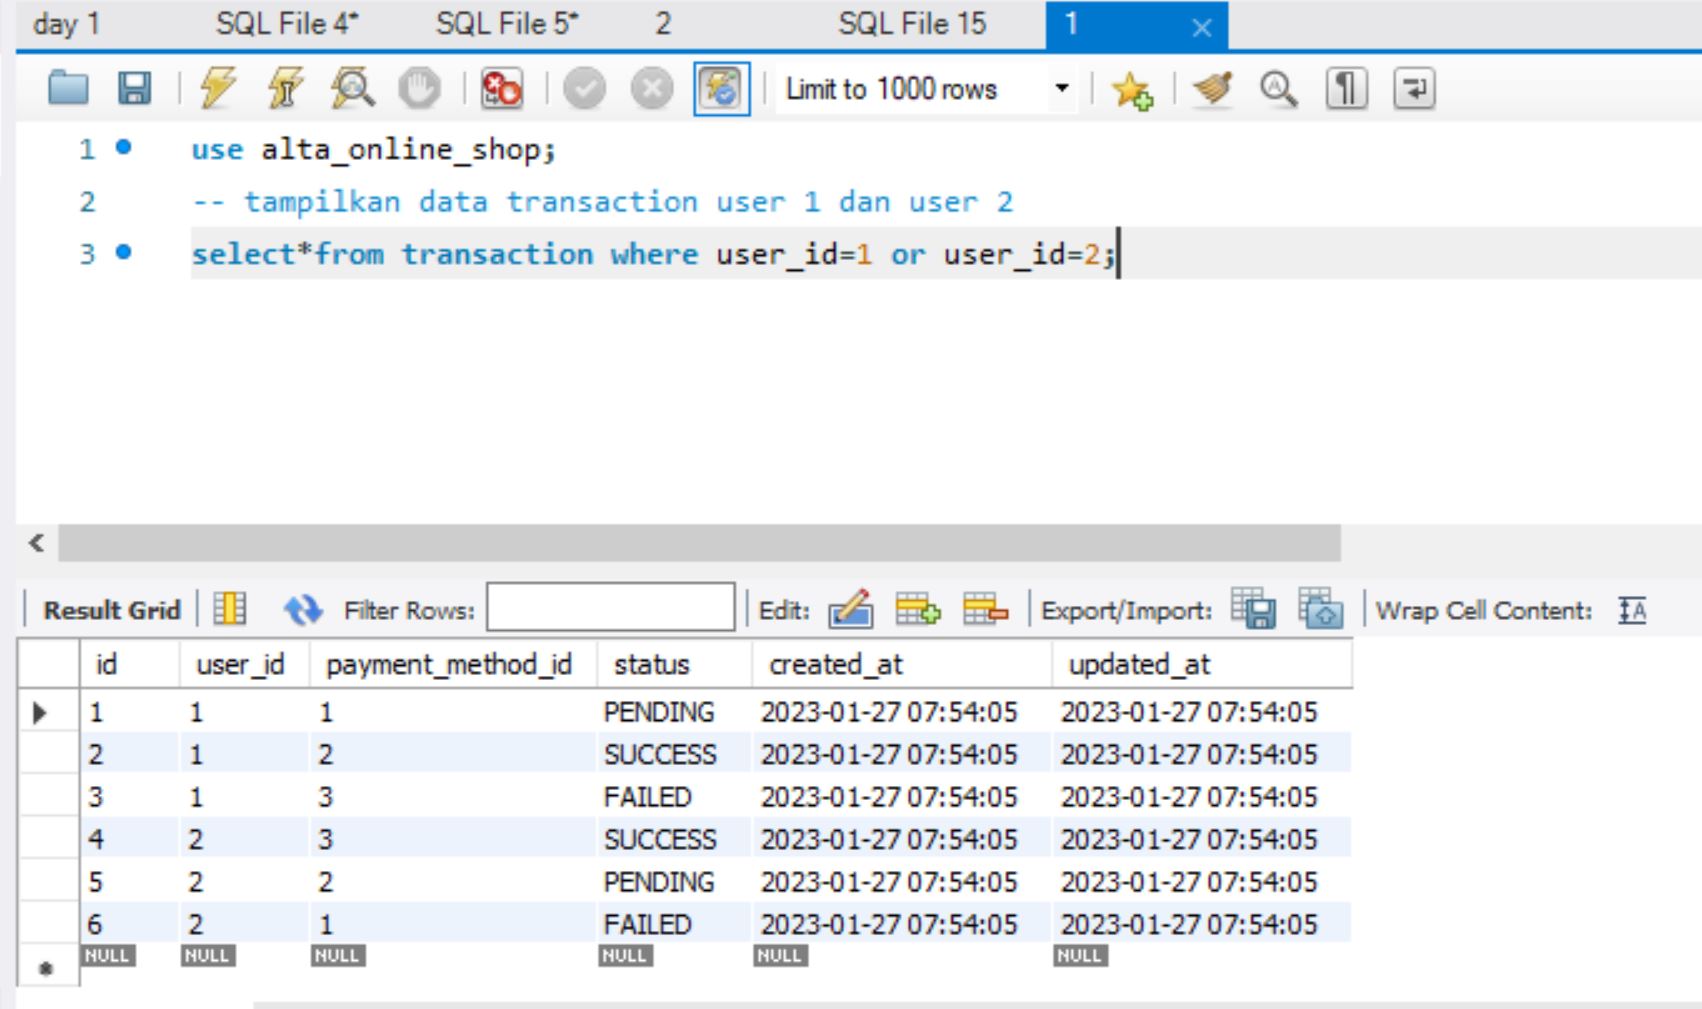 day 1 SQL File 4* SQL File 5* 2 SQL File 15 1
Limit to 1000 rows
1 use alta_online_shop;
2 -- tampilkan data transaction user 1 dan user 2
3 select*from transaction where user_id=1 or user_id=2;
Result Grid Filter Rows: Edit: Export/Import: Wrap Cell Content:
id user_id payment_method_id status created_at updated_at
1 1 1 PENDING 2023-01-27 07:54:05 2023-01-27 07:54:05
2 1 2 SUCCESS 2023-01-27 07:54:05 2023-01-27 07:54:05
3 1 3 FAILED 2023-01-27 07:54:05 2023-01-27 07:54:05
4 2 3 SUCCESS 2023-01-27 07:54:05 2023-01-27 07:54:05
5 2 2 PENDING 2023-01-27 07:54:05 2023-01-27 07:54:05
6 2 1 FAILED 2023-01-27 07:54:05 2023-01-27 07:54:05
NULL NULL NULL NULL NULL NULL